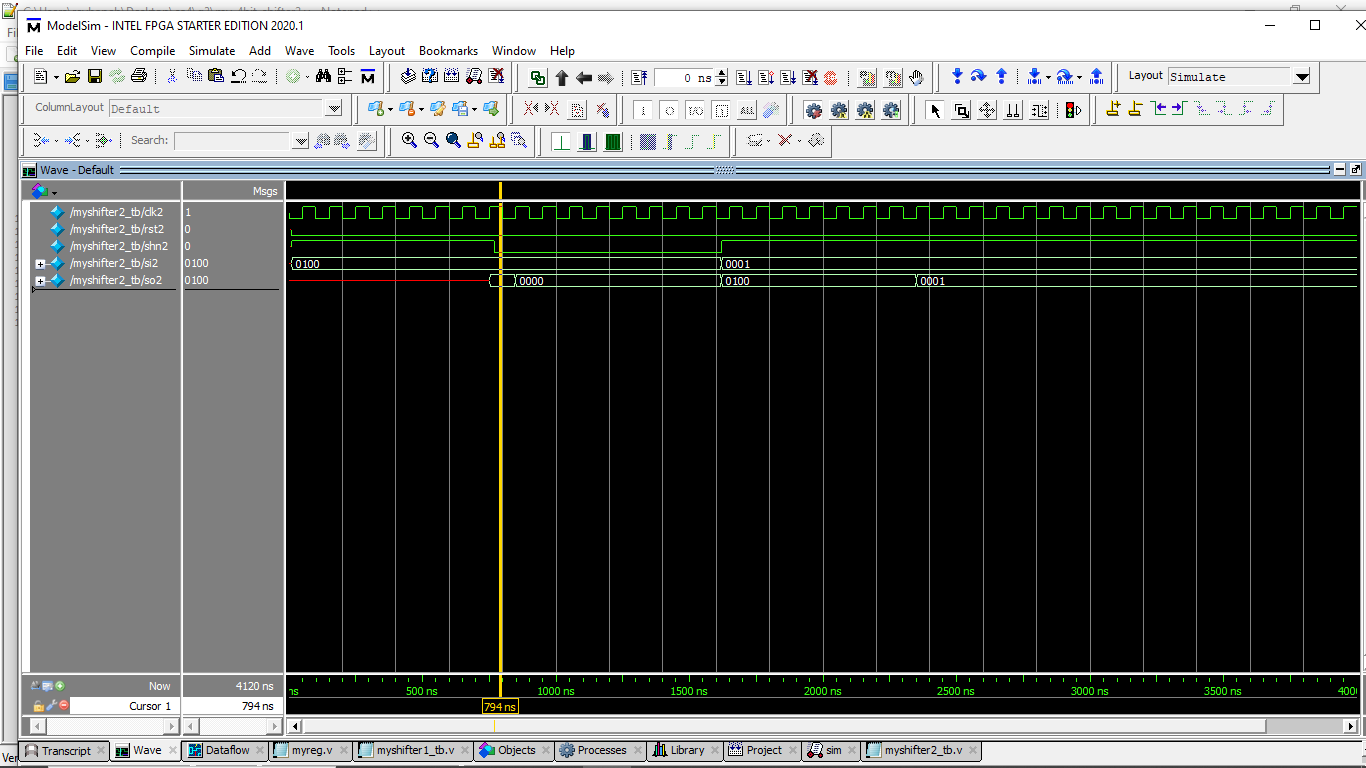 ModelSim - INTEL FPGA STARTER EDITION 2020.1
File Edit View Compile Simulate Add Wave Tools Layout Bookmarks Window Help
0 ns
Layout Simulate
ColumnLayout Default
ALL
Search:
Wave - Default
Msgs
/myshifter2_tb/clk2 1
/myshifter2_tb/rst2 0
/myshifter2_tb/shn2 0
/myshifter2_tb/si2 0100 0100 0001
/myshifter2_tb/so2 0100 0000 0100 0001
Now 4120 ns ns 500 ns 1000 ns 1500 ns 2000 ns 2500 ns 3000 ns 3500 ns 400
Cursor 1 794 ns 794 ns
Ver Transcript Wave Dataflow myreg.v myshifter1_tb.v Objects Processes Library Project sim myshifter2_tb.v